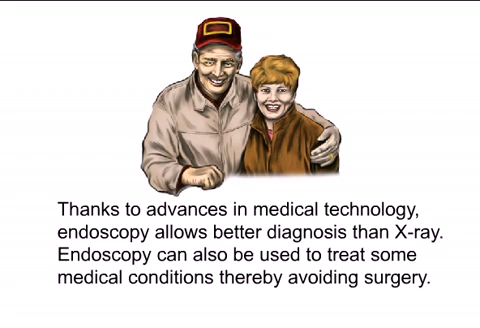 Thanks to advances in medical technology,
endoscopy allows better diagnosis than X-ray.
Endoscopy can also be used to treat some
medical conditions thereby avoiding surgery.